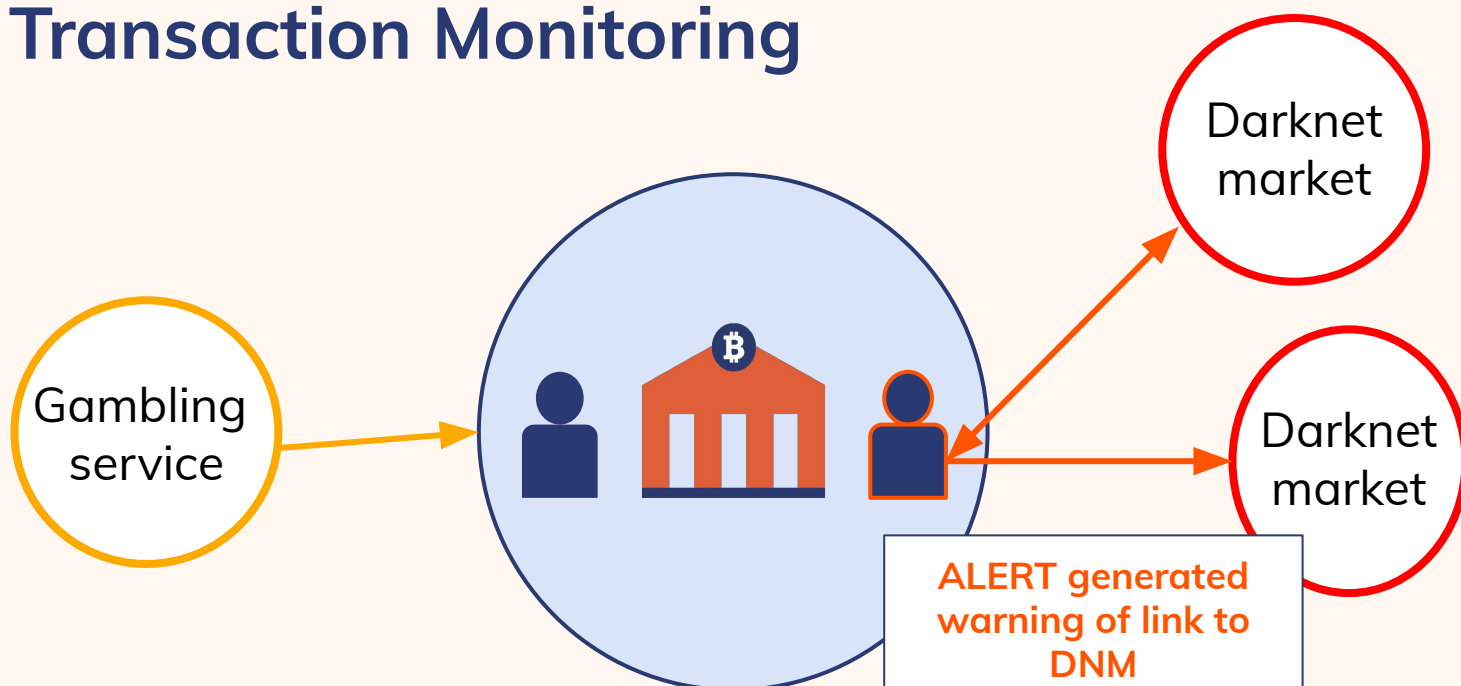 Transaction Monitoring
Darknet
market
Gambling
service
₿
Darknet
market
ALERT generated
warning of link to
DNM